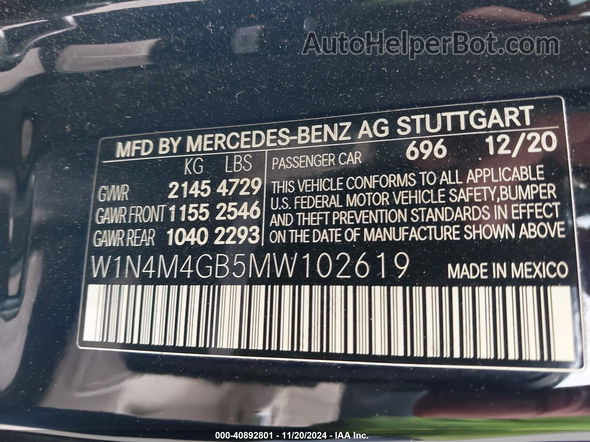 AutoHelperBot.com
MFD BY MERCEDES-BENZ AG STUTTGART
KG LBS PASSENGER CAR 696 12/20
GVWR 2145 4729 THIS VEHICLE CONFORMS TO ALL APPLICABLE
GAWR FRONT 1155 2546 U.S. FEDERAL MOTOR VEHICLE SAFETY, BUMPER
AND THEFT PREVENTION STANDARDS IN EFFECT
GAWR REAR 1040 2293 ON THE DATE OF MANUFACTURE SHOWN ABOVE
W1N4M4GB5MW102619 MADE IN MEXICO
000-40892801 - 11/20/2024 - IAA Inc.